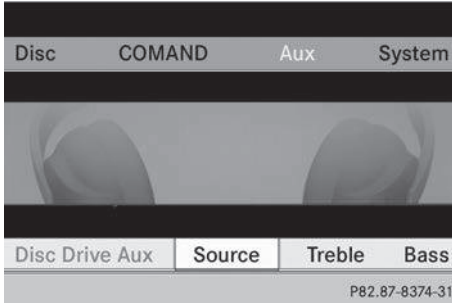 Disc COMAND Aux System
Disc Drive Aux Source Treble Bass
P82.87-8374-31